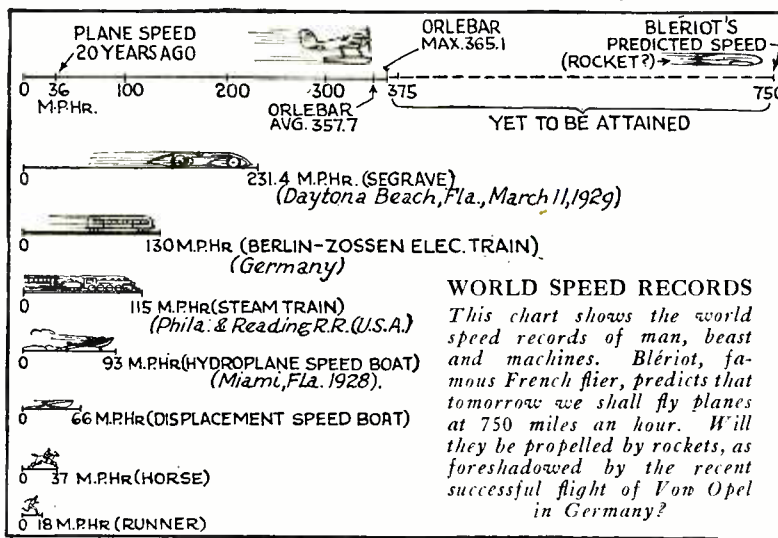 PLANE SPEED
20 YEARS AGO
ORLEBAR
MAX. 365.1
BLÉRIOT'S
PREDICTED SPEED
(ROCKET?)
0 36 100 200 300 375 750
M.P.HR.
ORLEBAR
AVG. 357.7
YET TO BE ATTAINED
0 231.4 M.P.HR. (SEGRAVE)
(Daytona Beach, Fla., March 11, 1929)
0 130 M.P.HR (BERLIN-ZOSSEN ELEC. TRAIN)
(Germany)
0 115 M.P.HR (STEAM TRAIN)
(Phila. & Reading R.R. (U.S.A.)
0 93 M.P.HR (HYDROPLANE SPEED BOAT)
(Miami, Fla. 1928).
0 66 M.P.HR (DISPLACEMENT SPEED BOAT)
0 37 M.P.HR (HORSE)
0 18 M.P.HR (RUNNER)
WORLD SPEED RECORDS
This chart shows the world
speed records of man, beast
and machines. Blériot, fa-
mous French flier, predicts that
tomorrow we shall fly planes
at 750 miles an hour. Will
they be propelled by rockets, as
foreshadowed by the recent
successful flight of Von Opel
in Germany?